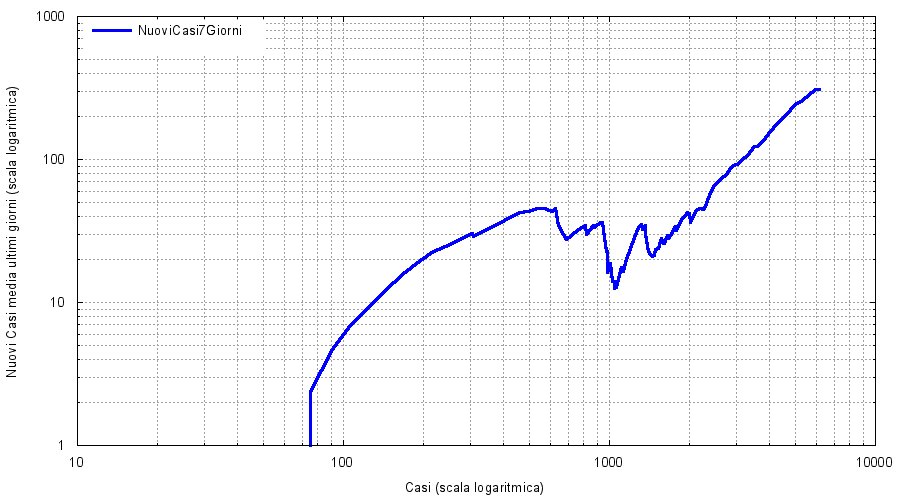 1000
NuoviCasi7Giorni
100
10
1
10
100
1000
10000
Nuovi Casi media ultimi giorni (scala logaritmica)
Casi (scala logaritmica)